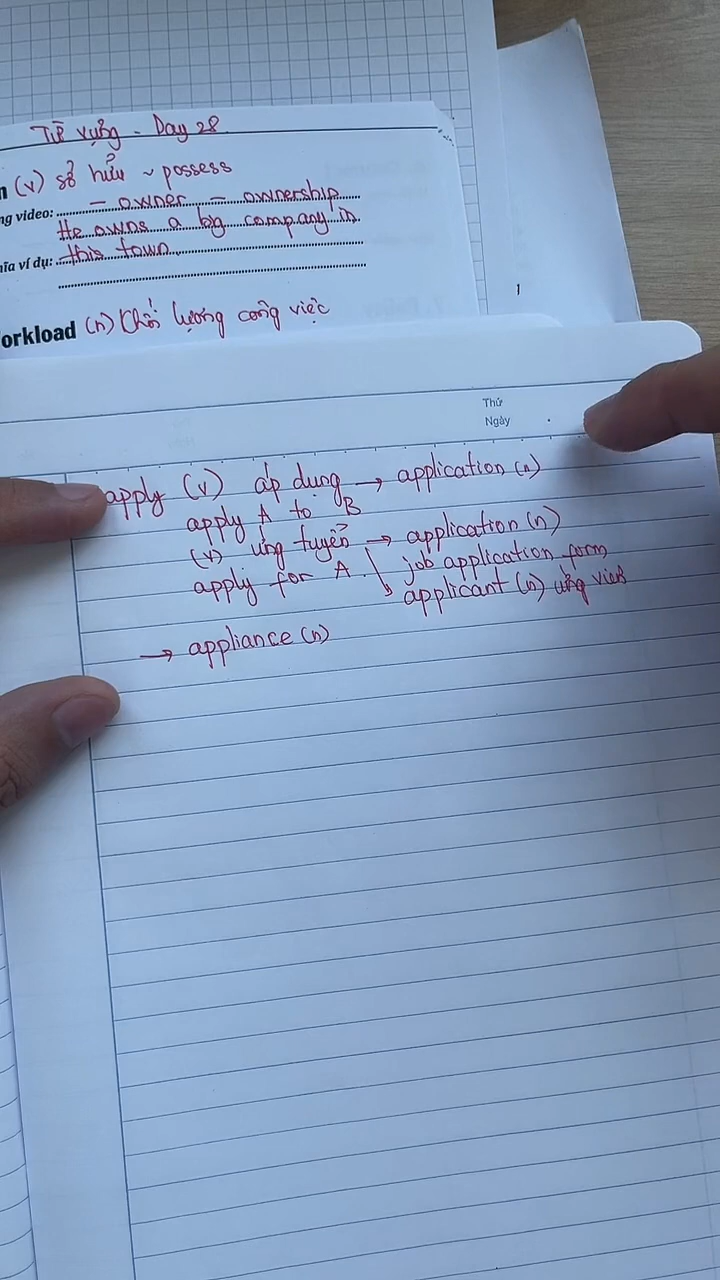 Từ vựng - Day 28
n (v) sở hữu ~ possess
ng video: - owner - ownership
He owns a big company in
hĩa ví dụ: this town.
orkload (n) khối lượng công việc
1
Thứ
Ngày
apply (v) áp dụng → application (n)
apply A to B
(v) ứng tuyển → application (n)
apply for A job application form
applicant (n) ứng viên
→ appliance (n)